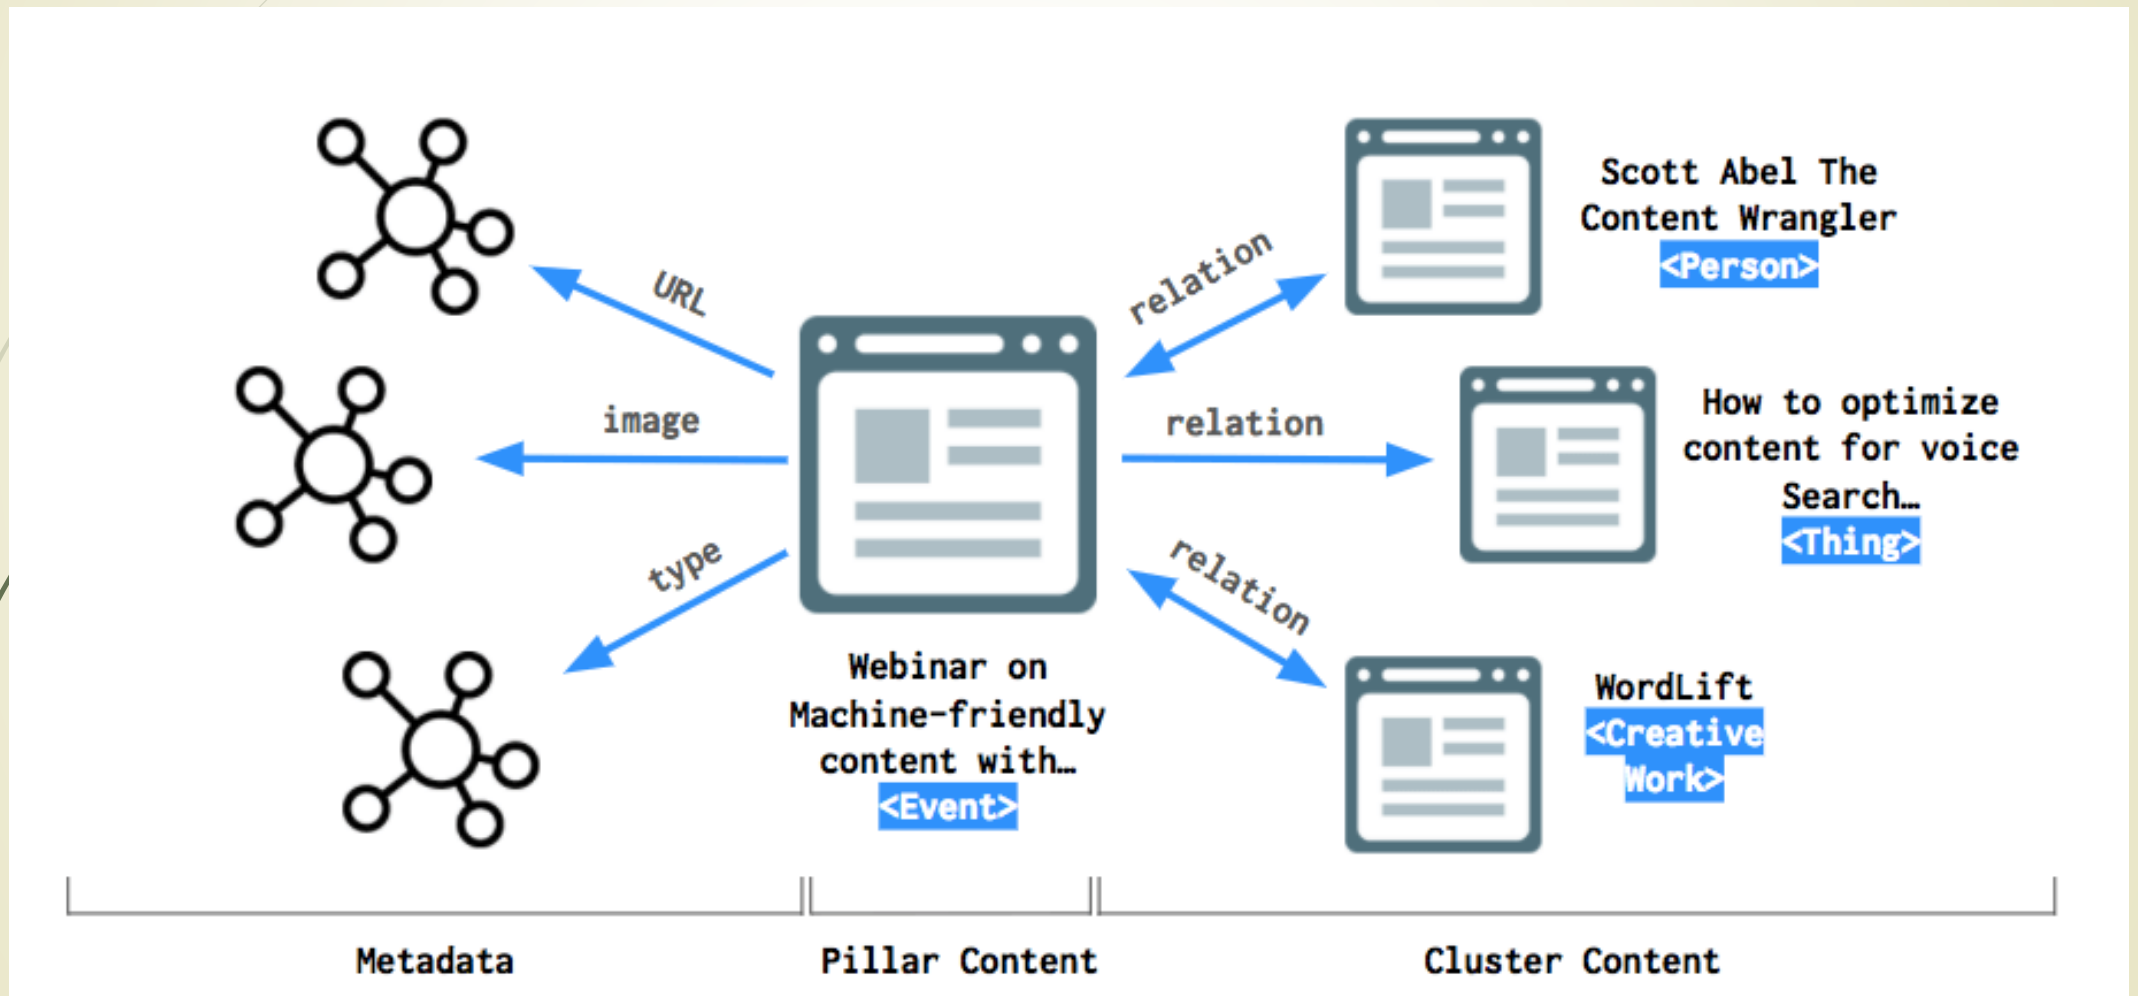 URL
image
type
Webinar on
Machine-friendly
content with…
<Event>
relation
relation
relation
Scott Abel The
Content Wrangler
<Person>
How to optimize
content for voice
Search…
<Thing>
WordLift
<Creative
Work>
Metadata
Pillar Content
Cluster Content